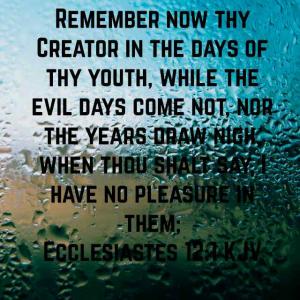 Remember now thy
Creator in the days of
thy youth, while the
evil days come not, nor
the years draw nigh,
when thou shalt say, I
have no pleasure in
them;
Ecclesiastes 12:1 KJV